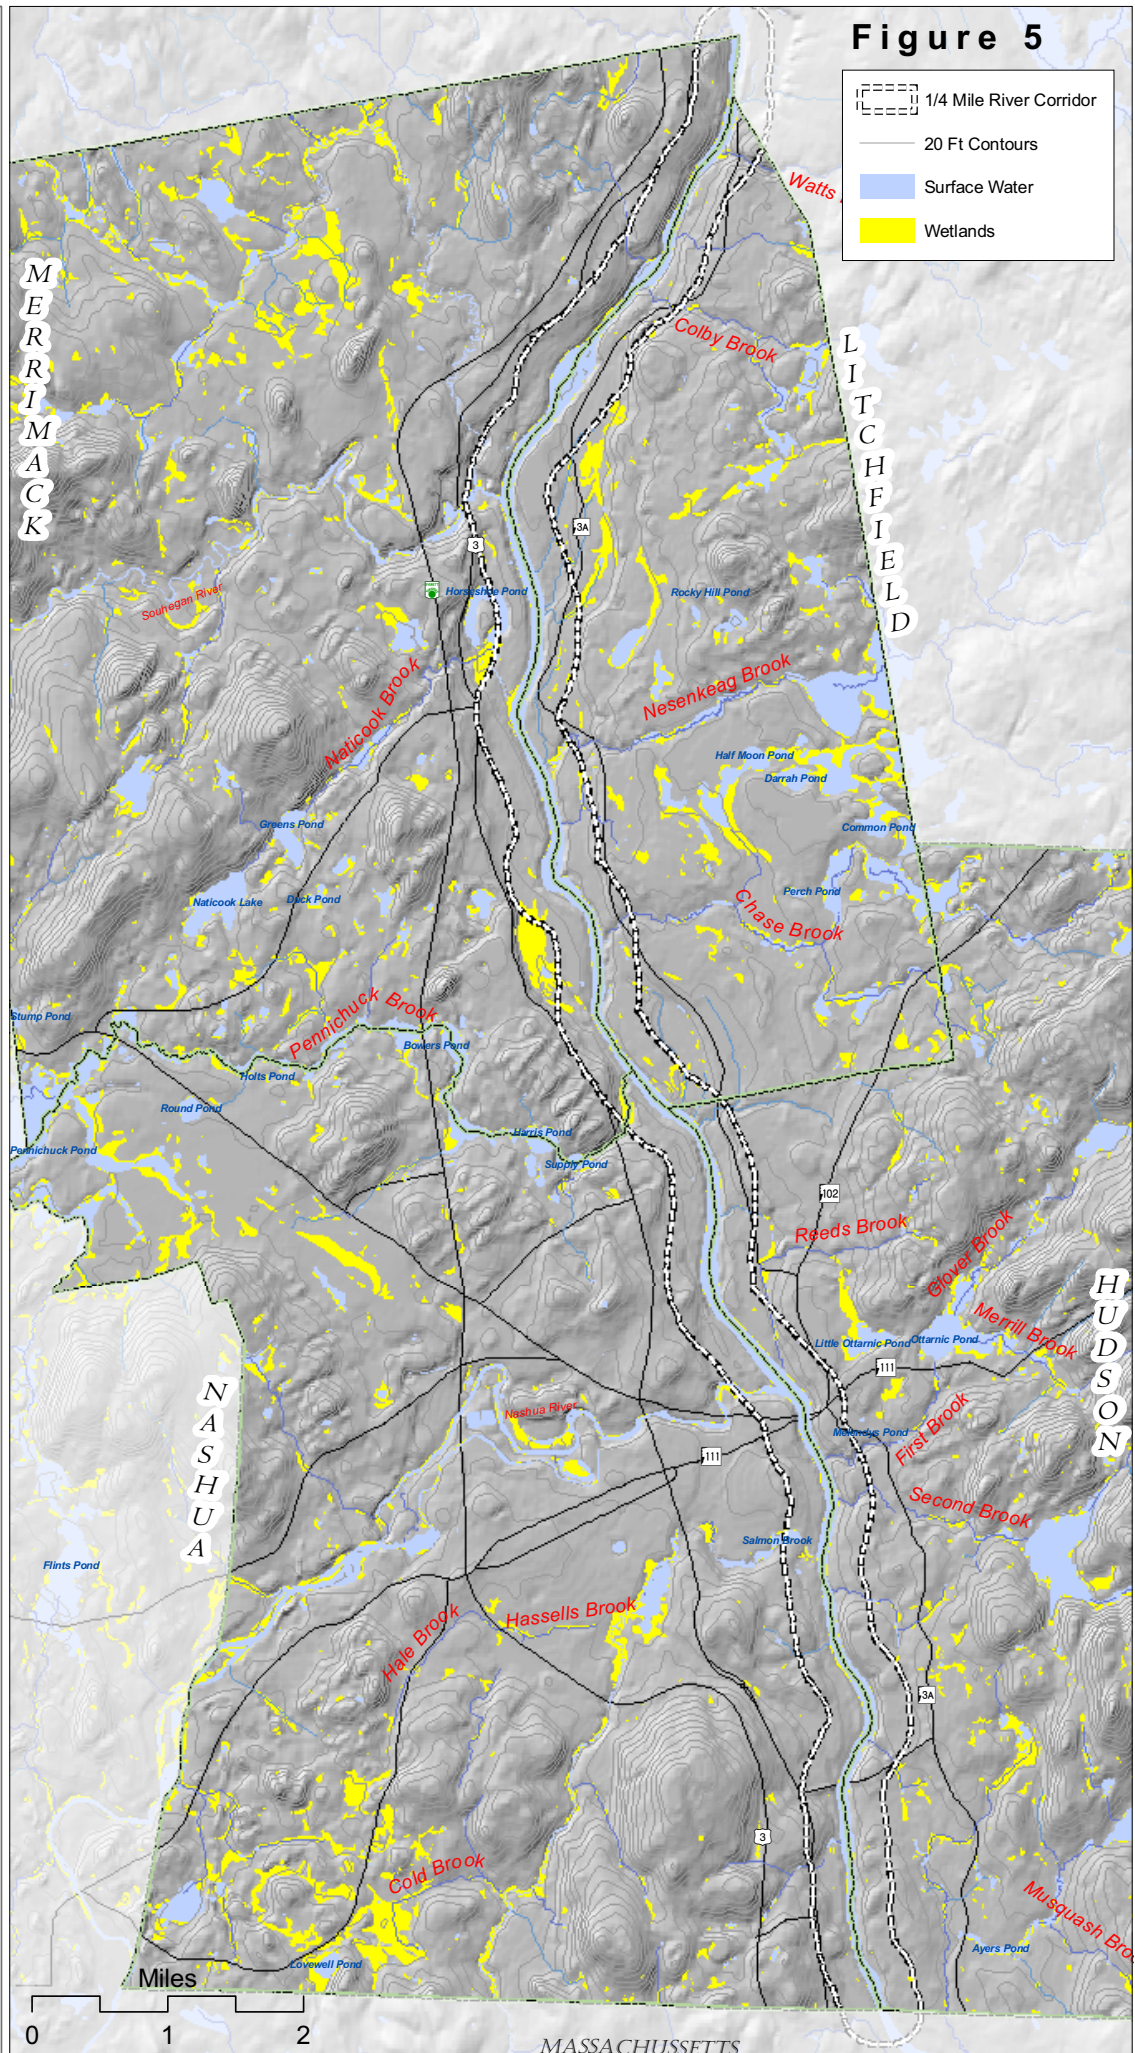 Figure 5
1/4 Mile River Corridor
20 Ft Contours
Surface Water
Wetlands
Watts
MERRIMACK
LITCHFIELD
Colby Brook
3A
3
Horseshoe Pond
Rocky Hill Pond
Souhegan River
Naticook Brook
Nesenkeag Brook
Half Moon Pond
Darrah Pond
Greens Pond
Common Pond
Naticook Lake
Duck Pond
Perch Pond
Chase Brook
Stump Pond
Pennichuck Brook
Bowers Pond
Holts Pond
Round Pond
Harris Pond
Pennichuck Pond
Supply Pond
102
Reeds Brook
Glover Brook
Merrill Brook
HUDSON
Little Ottarnic Pond
Ottarnic Pond
111
NASHUA
Nashua River
Melendys Pond
First Brook
111
Second Brook
Salmon Brook
Flints Pond
Hassells Brook
Hale Brook
3A
3
Cold Brook
Musquash Broo
Ayers Pond
Lovewell Pond
Miles
0 1 2
MASSACHUSSETTS